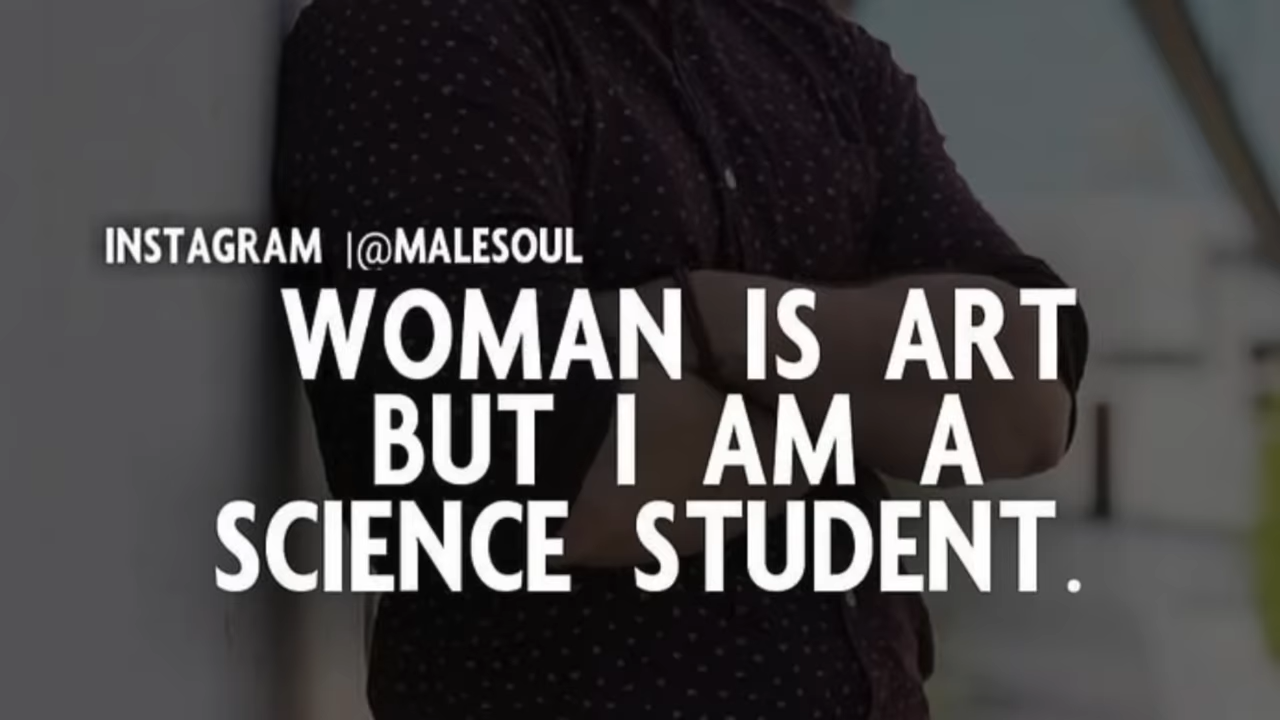 INSTAGRAM |@MALESOUL
WOMAN IS ART
BUT I AM A
SCIENCE STUDENT.